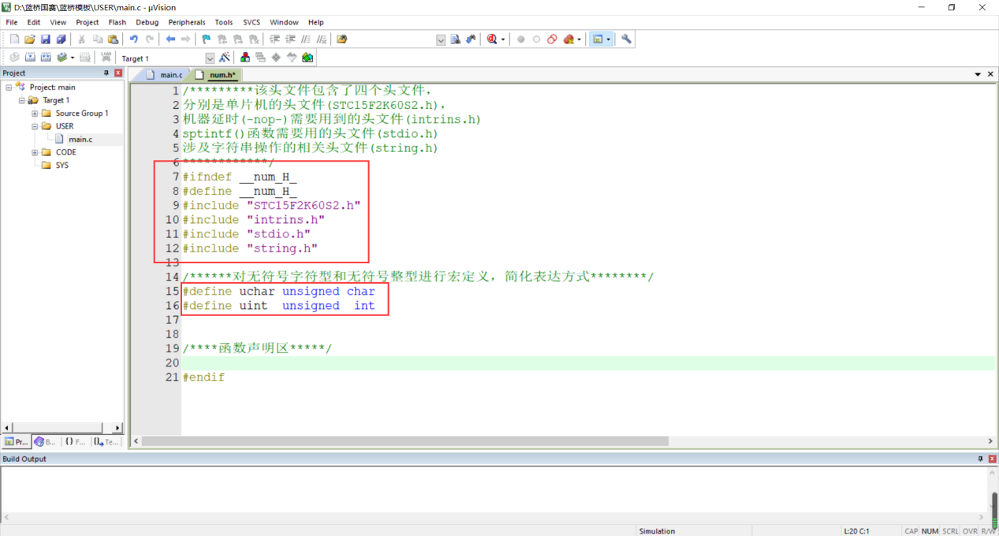 D:\蓝桥国赛\蓝桥模板\USER\main.c - µVision
File Edit View Project Flash Debug Peripherals Tools SVCS Window Help
Target 1
Project
main.c num.h*
Project: main
Target 1
Source Group 1
USER
main.c
CODE
SYS
1 /*********该头文件包含了四个头文件，
2 分别是单片机的头文件(STC15F2K60S2.h)，
3 机器延时(-nop-)需要用到的头文件(intrins.h)
4 sptintf()函数需要用的头文件(stdio.h)
5 涉及字符串操作的相关头文件(string.h)
6 ************/
7 #ifndef __num_H_
8 #define __num_H_
9 #include "STC15F2K60S2.h"
10 #include "intrins.h"
11 #include "stdio.h"
12 #include "string.h"
13
14 /******对无符号字符型和无符号整型进行宏定义，简化表达方式********/
15 #define uchar unsigned char
16 #define uint  unsigned  int
17
18
19 /****函数声明区*****/
20
21 #endif
Pr... B... {} F... Te...
Build Output
Simulation L:20 C:1 CAP NUM SCRL OVR R/W